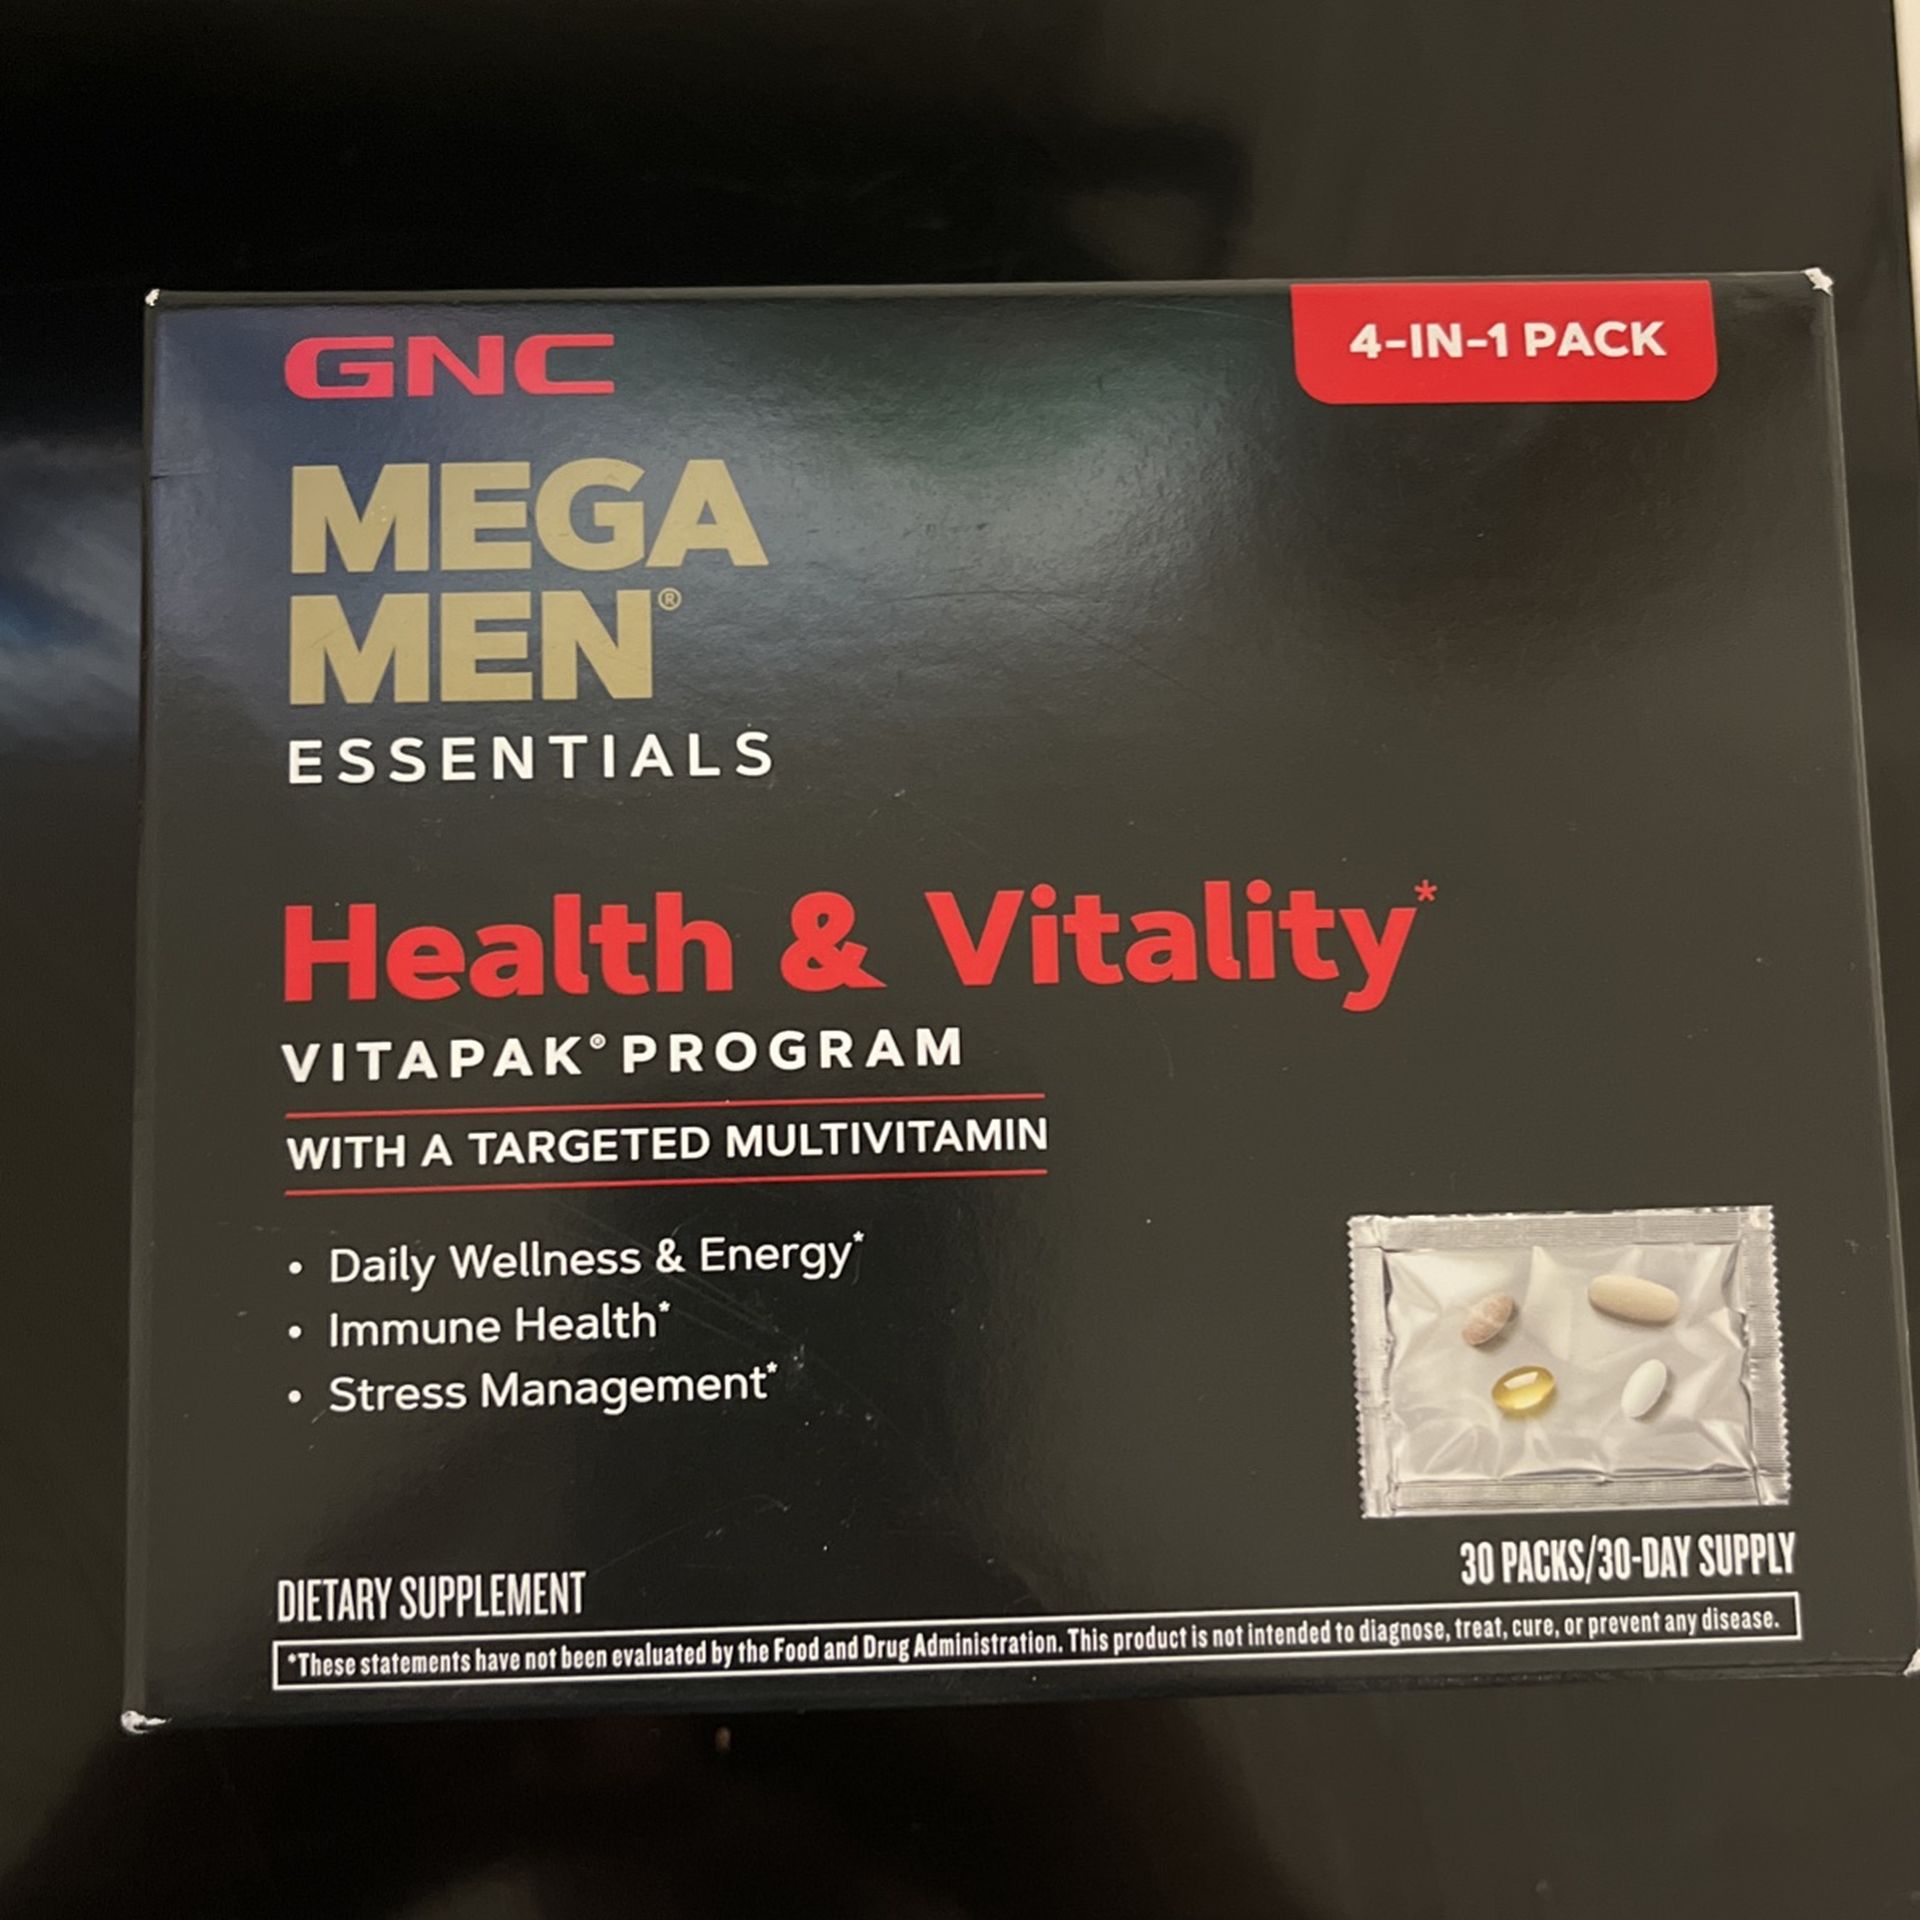 GNC
4-IN-1 PACK
MEGA
MEN®
ESSENTIALS
Health & Vitality*
VITAPAK® PROGRAM
WITH A TARGETED MULTIVITAMIN
• Daily Wellness & Energy*
• Immune Health*
• Stress Management*
30 PACKS/30-DAY SUPPLY
DIETARY SUPPLEMENT
*These statements have not been evaluated by the Food and Drug Administration. This product is not intended to diagnose, treat, cure, or prevent any disease.